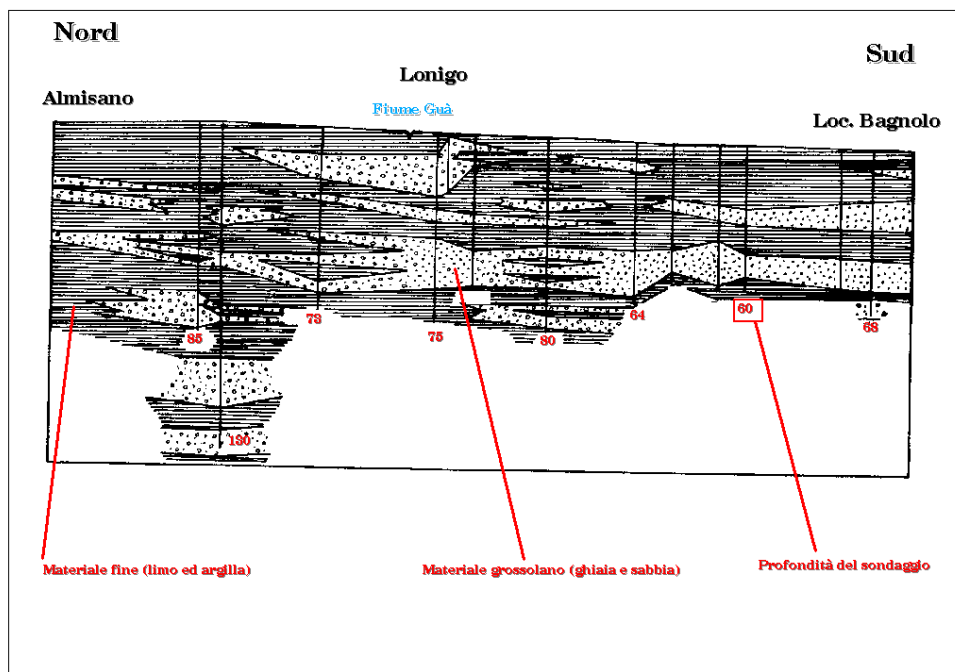 Nord
Sud
Lonigo
Fiume Guà
Almisano
Loc. Bagnolo
85
73
75
80
64
60
68
130
Materiale fine (limo ed argilla)
Materiale grossolano (ghiaia e sabbia)
Profondità del sondaggio